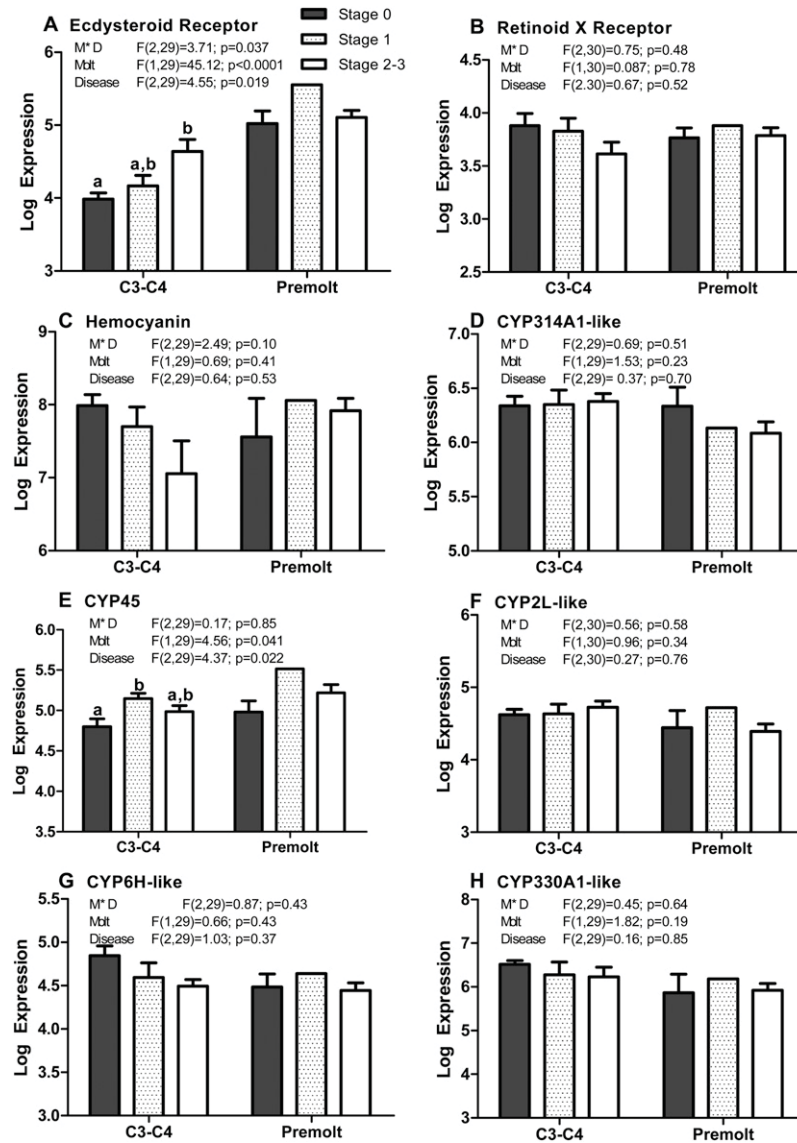 A Ecdysteroid Receptor
M* D F(2,29)=3.71; p=0.037
Molt F(1,29)=45.12; p<0.0001
Disease F(2,29)=4.55; p=0.019
Stage 0
Stage 1
Stage 2-3
Log Expression
6
5
4
3
a
a,b
b
C3-C4
Premolt
B Retinoid X Receptor
M* D F(2,30)=0.75; p=0.48
Molt F(1,30)=0.087; p=0.78
Disease F(2.30)=0.67; p=0.52
Log Expression
4.5
4.0
3.5
3.0
2.5
C3-C4
Premolt
C Hemocyanin
M* D F(2,29)=2.49; p=0.10
Molt F(1,29)=0.69; p=0.41
Disease F(2,29)=0.64; p=0.53
Log Expression
9
8
7
6
C3-C4
Premolt
D CYP314A1-like
M* D F(2,29)=0.69; p=0.51
Molt F(1,29)=1.53; p=0.23
Disease F(2,29)= 0.37; p=0.70
Log Expression
7.0
6.5
6.0
5.5
5.0
C3-C4
Premolt
E CYP45
M* D F(2,29)=0.17; p=0.85
Molt F(1,29)=4.56; p=0.041
Disease F(2,29)=4.37; p=0.022
Log Expression
6.0
5.5
5.0
4.5
4.0
3.5
a
b
a,b
C3-C4
Premolt
F CYP2L-like
M* D F(2,30)=0.56; p=0.58
Molt F(1,30)=0.96; p=0.34
Disease F(2,30)=0.27; p=0.76
Log Expression
6
5
4
3
C3-C4
Premolt
G CYP6H-like
M* D F(2,29)=0.87; p=0.43
Molt F(1,29)=0.66; p=0.43
Disease F(2,29)=1.03; p=0.37
Log Expression
5.5
5.0
4.5
4.0
3.5
3.0
C3-C4
Premolt
H CYP330A1-like
M* D F(2,29)=0.45; p=0.64
Molt F(1,29)=1.82; p=0.19
Disease F(2,29)=0.16; p=0.85
Log Expression
8
7
6
5
4
3
C3-C4
Premolt